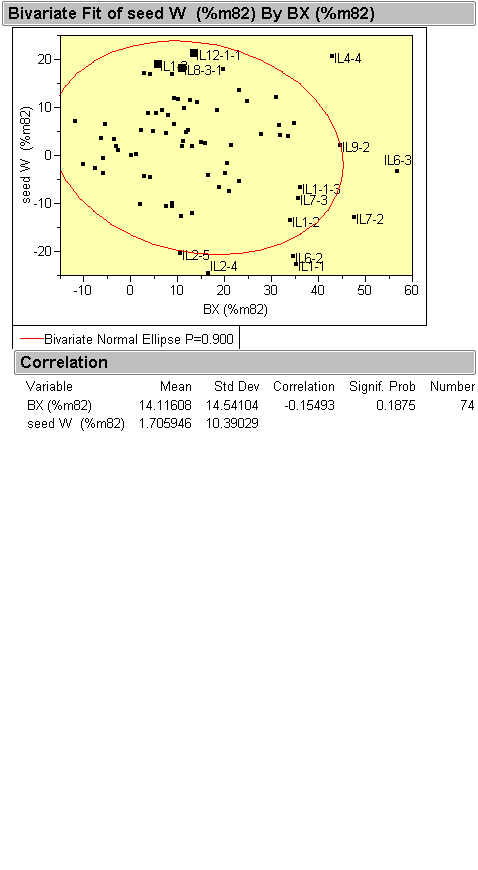 Bivariate Fit of seed W (%m82) By BX (%m82)
20
10
0
-10
-20
seed W (%m82)
IL12-1-1
IL8-3-1
IL4-4
IL9-2
IL6-3
IL1-1-3
IL7-3
IL1-2
IL7-2
IL2-5
IL6-2
IL2-4
IL1-1
-10 0 10 20 30 40 50 60
BX (%m82)
Bivariate Normal Ellipse P=0.900
Correlation
Variable Mean Std Dev Correlation Signif. Prob Number
BX (%m82) 14.11608 14.54104 -0.15493 0.1875 74
seed W (%m82) 1.705946 10.39029